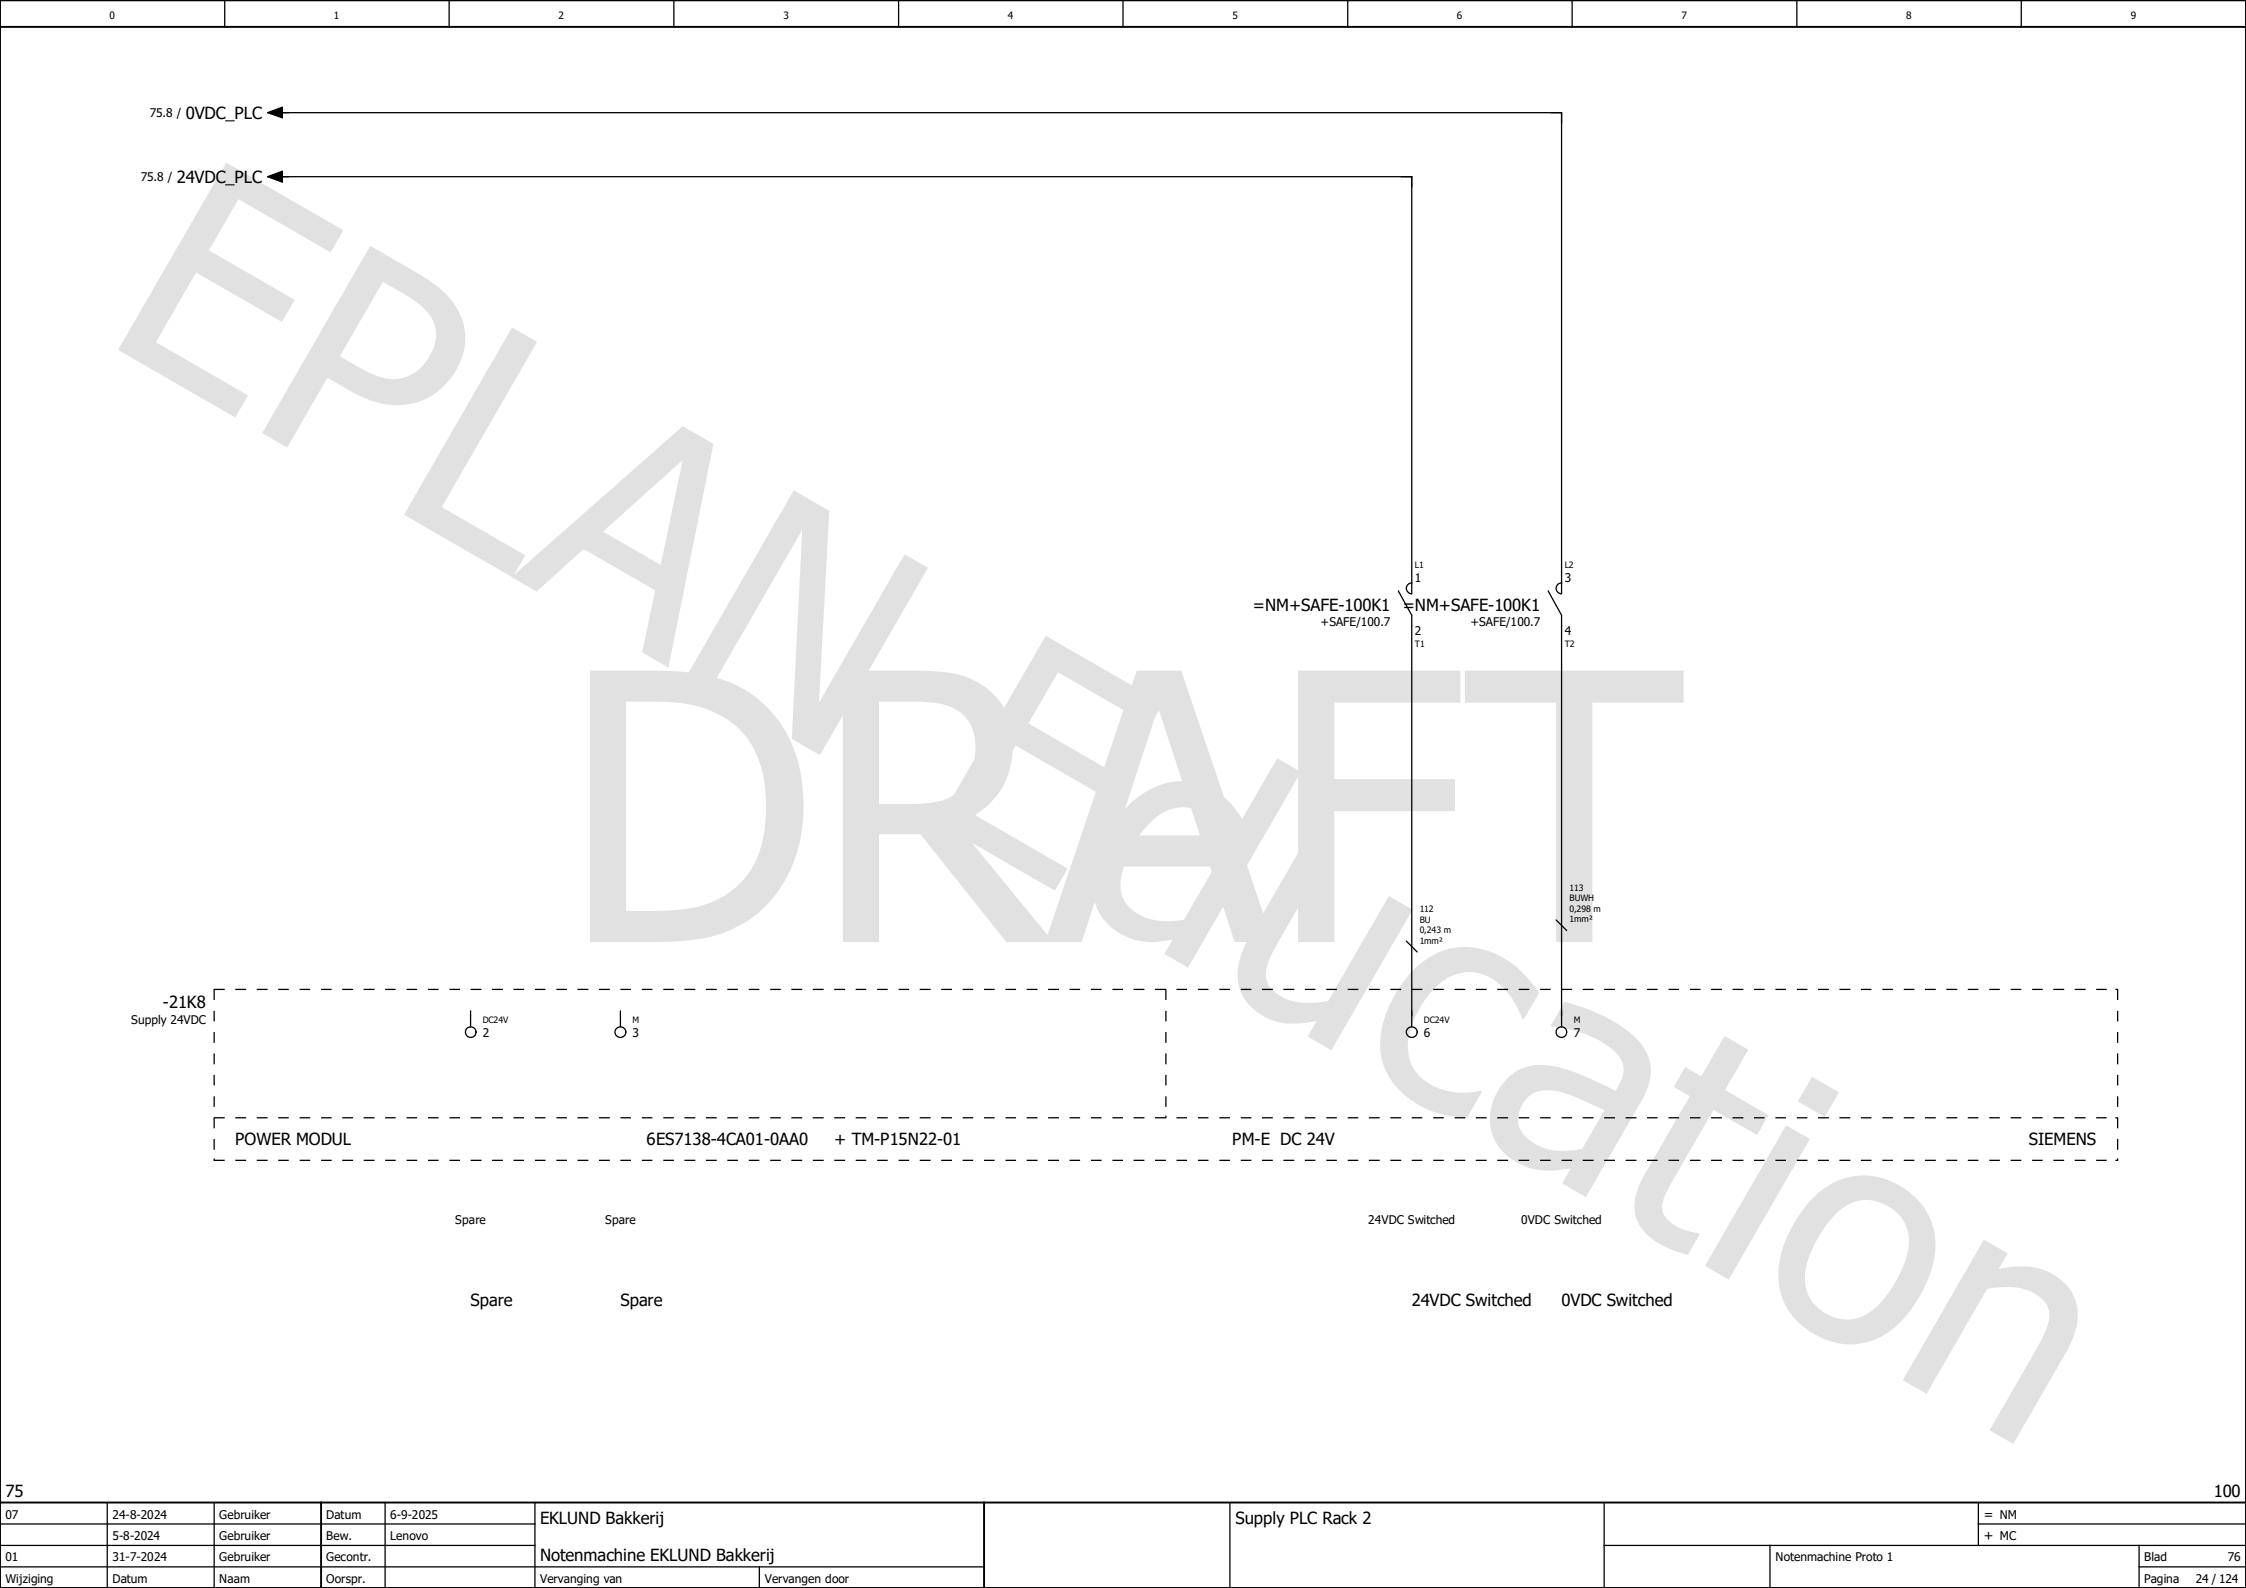 0 1 2 3 4 5 6 7 8 9
75.8 / 0VDC_PLC
75.8 / 24VDC_PLC
EPLAN Education
DRAFT
L1
1
=NM+SAFE-100K1
+SAFE/100.7
2
T1
L2
3
=NM+SAFE-100K1
+SAFE/100.7
4
T2
112
BU
0,243 m
1mm²
113
BUWH
0,298 m
1mm²
-21K8
Supply 24VDC
DC24V
2
M
3
DC24V
6
M
7
POWER MODUL 6ES7138-4CA01-0AA0 + TM-P15N22-01 PM-E DC 24V SIEMENS
Spare Spare 24VDC Switched 0VDC Switched
Spare Spare 24VDC Switched 0VDC Switched
75 100
07 24-8-2024 Gebruiker Datum 6-9-2025
5-8-2024 Gebruiker Bew. Lenovo
01 31-7-2024 Gebruiker Gecontr.
Wijziging Datum Naam Oorspr.
EKLUND Bakkerij
Notenmachine EKLUND Bakkerij
Vervanging van Vervangen door
Supply PLC Rack 2
= NM
+ MC
Notenmachine Proto 1
Blad 76
Pagina 24 / 124